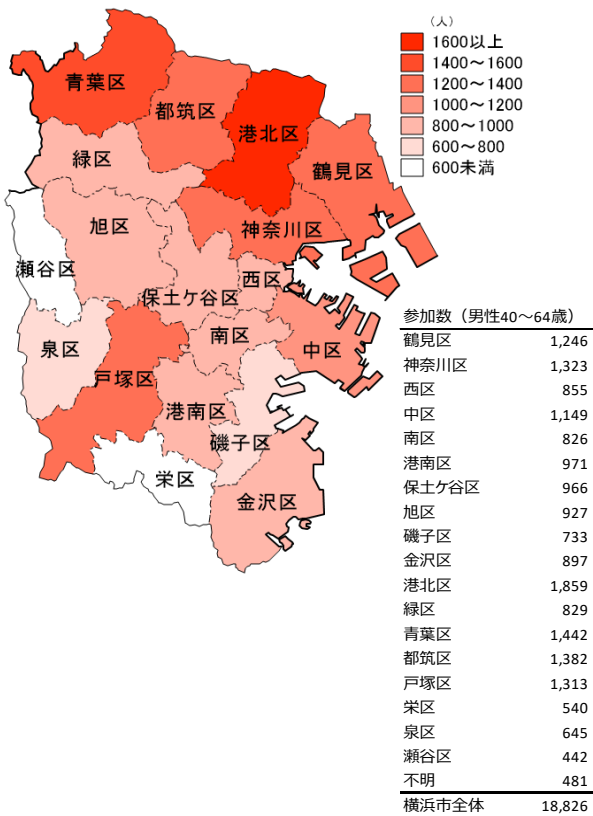 (人)
1600以上
1400～1600
1200～1400
1000～1200
800～1000
600～800
600未満
青葉区
都筑区
港北区
緑区
鶴見区
旭区
神奈川区
瀬谷区
西区
保土ケ谷区
泉区
南区
中区
戸塚区
港南区
磯子区
栄区
金沢区
参加数（男性40～64歳）
鶴見区 1,246
神奈川区 1,323
西区 855
中区 1,149
南区 826
港南区 971
保土ケ谷区 966
旭区 927
磯子区 733
金沢区 897
港北区 1,859
緑区 829
青葉区 1,442
都筑区 1,382
戸塚区 1,313
栄区 540
泉区 645
瀬谷区 442
不明 481
横浜市全体 18,826